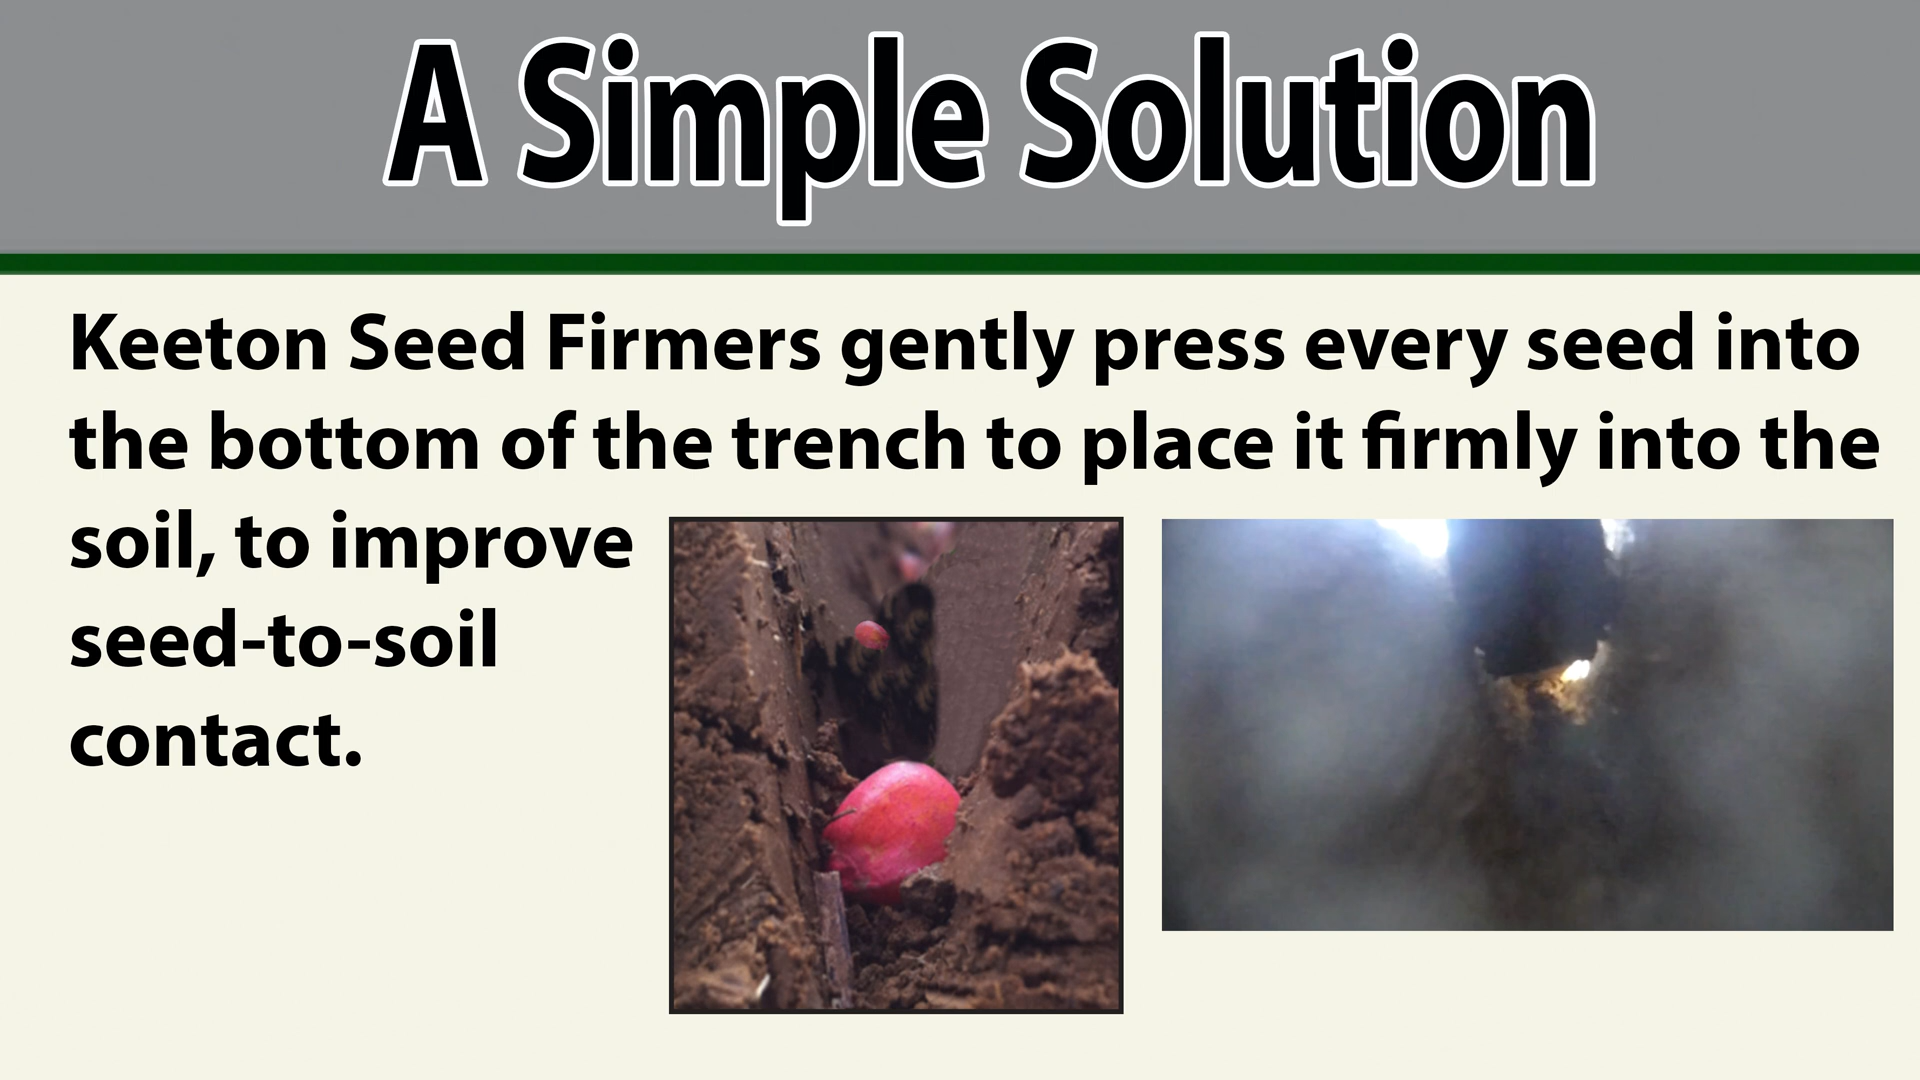 A Simple Solution
Keeton Seed Firmers gently press every seed into
the bottom of the trench to place it firmly into the
soil, to improve
seed-to-soil
contact.